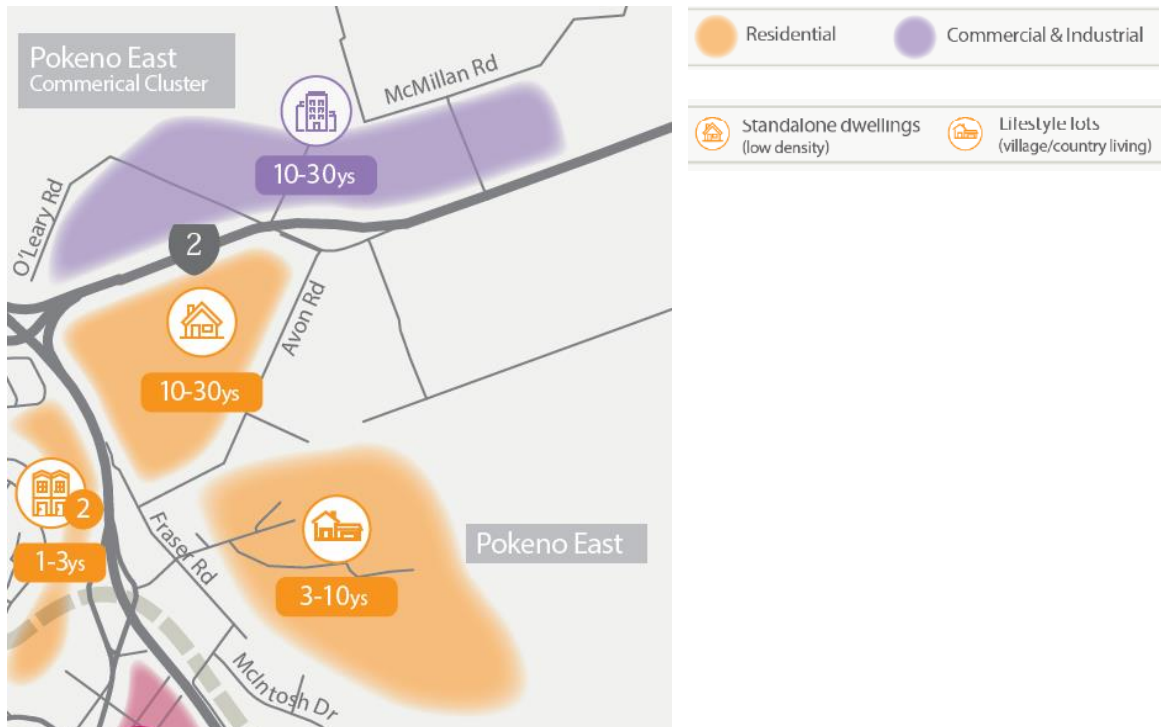 Pokeno East
Commerical Cluster
McMillan Rd
10-30ys
O'Leary Rd
2
Avon Rd
10-30ys
2
1-3ys
Fraser Rd
Pokeno East
3-10ys
McIntosh Dr
Residential
Commercial & Industrial
Standalone dwellings
(low density)
Lifestyle lots
(village/country living)